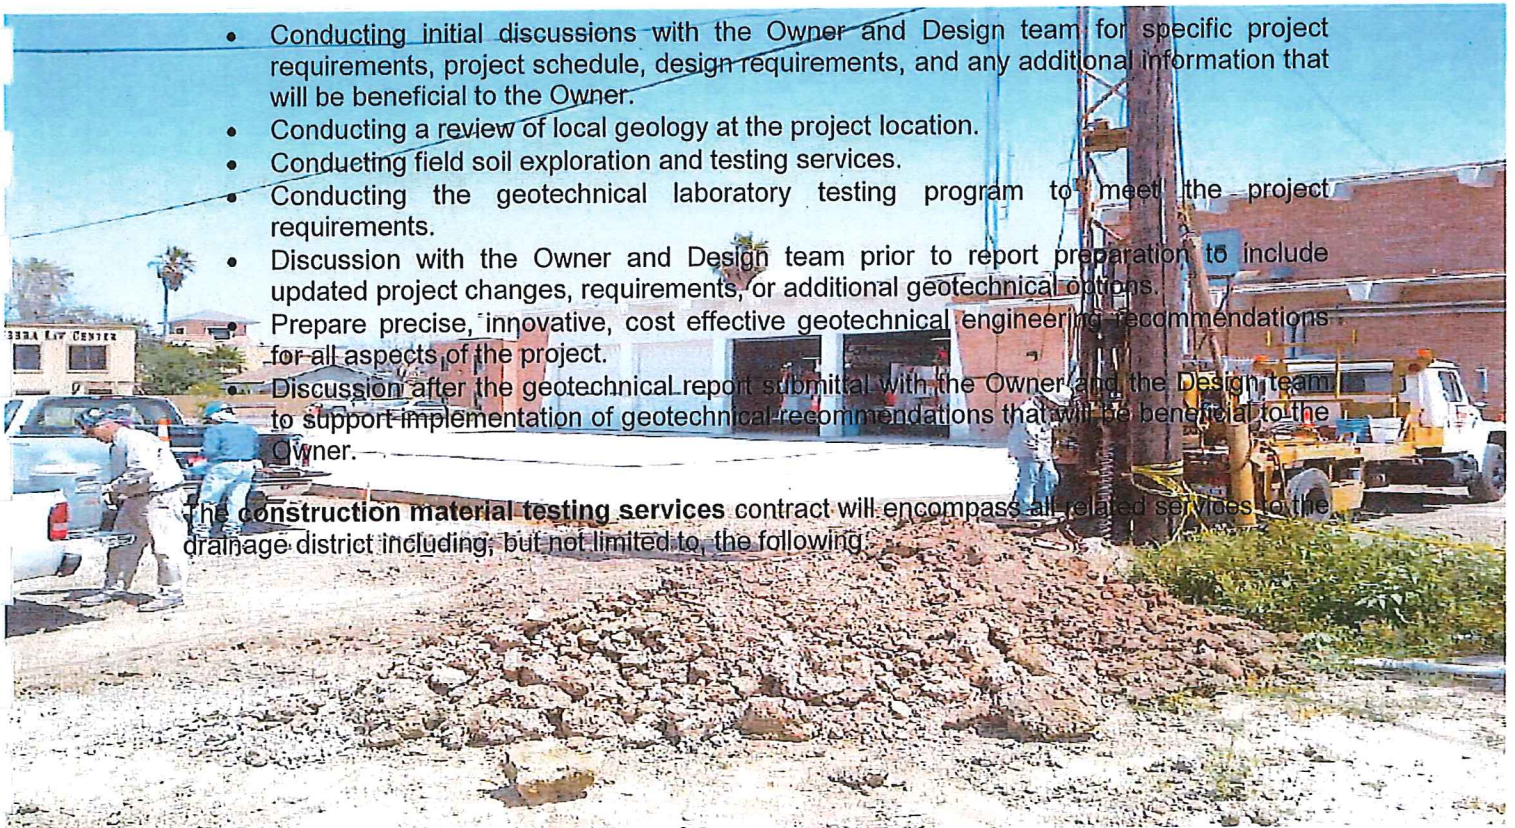 • Conducting initial discussions with the Owner and Design team for specific project
requirements, project schedule, design requirements, and any additional information that
will be beneficial to the Owner.
• Conducting a review of local geology at the project location.
• Conducting field soil exploration and testing services.
• Conducting the geotechnical laboratory testing program to meet the project
requirements.
• Discussion with the Owner and Design team prior to report preparation to include
updated project changes, requirements, or additional geotechnical options.
• Prepare precise, innovative, cost effective geotechnical engineering recommendations
for all aspects of the project.
• Discussion after the geotechnical report submittal with the Owner and the Design team
to support implementation of geotechnical recommendations that will be beneficial to the
Owner.
The construction material testing services contract will encompass all related services to the
drainage district including, but not limited to, the following:
CENTER